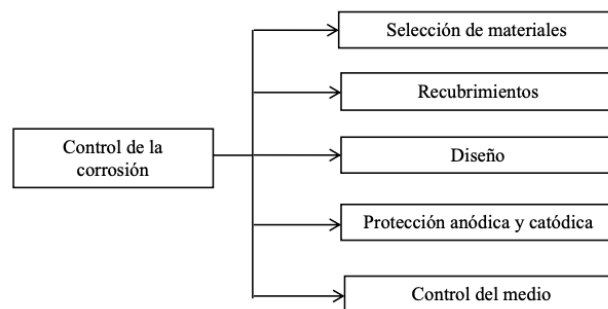 Selección de materiales
Recubrimientos
Control de la
corrosión
Diseño
Protección anódica y catódica
Control del medio